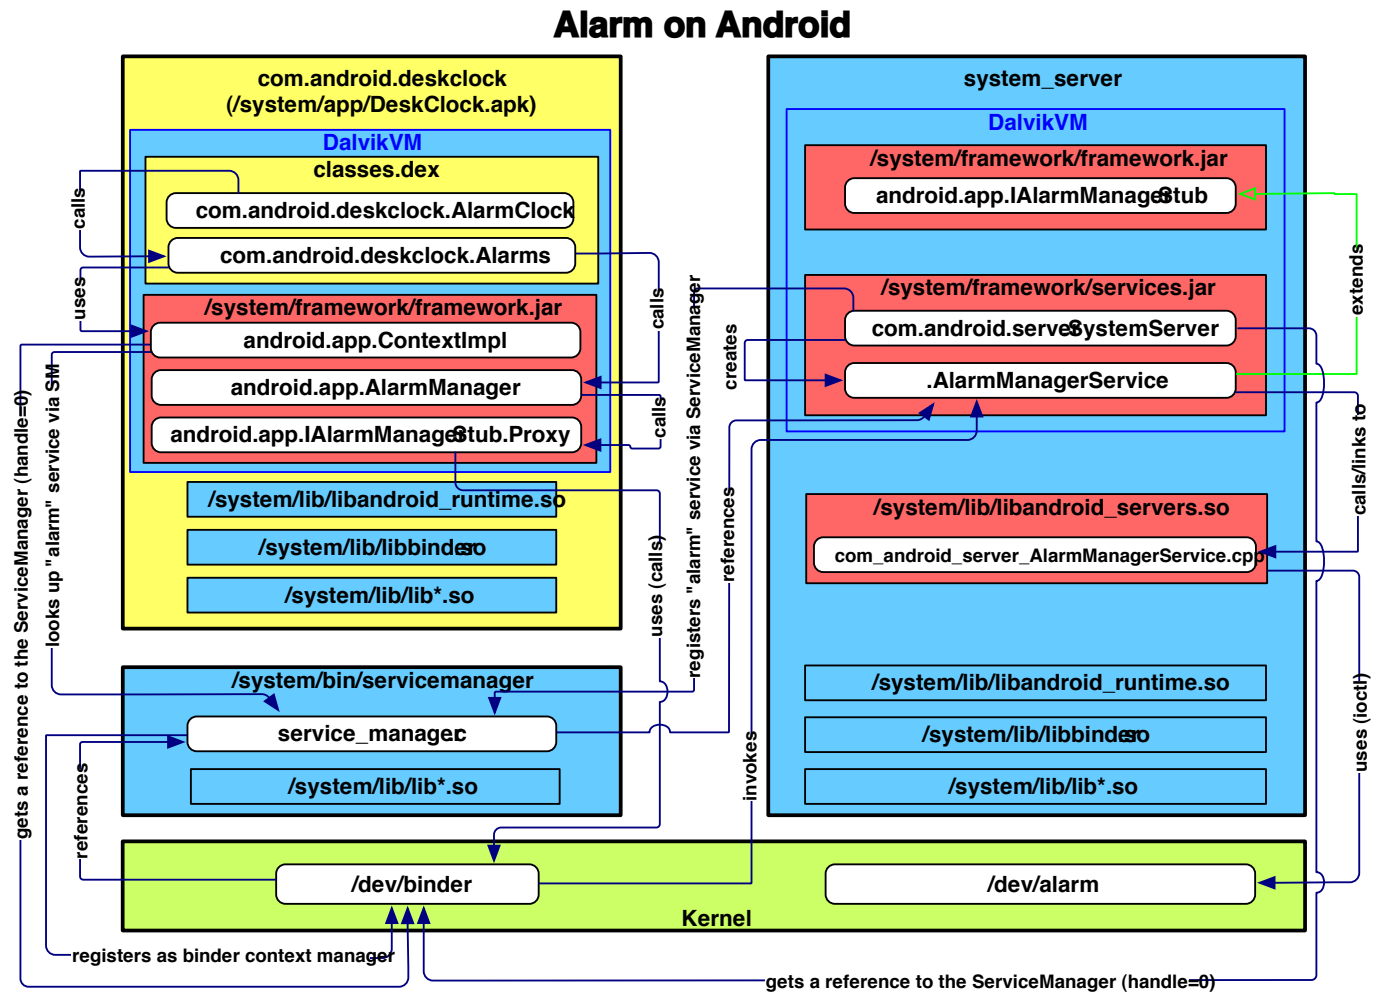 Alarm on Android
com.android.deskclock
(/system/app/DeskClock.apk)
DalvikVM
classes.dex
com.android.deskclock.AlarmClock
com.android.deskclock.Alarms
/system/framework/framework.jar
android.app.ContextImpl
android.app.AlarmManager
android.app.IAlarmManager.Stub.Proxy
/system/lib/libandroid_runtime.so
/system/lib/libbinder.so
/system/lib/lib*.so
calls
uses
calls
calls
looks up "alarm" service via SM
gets a reference to the ServiceManager (handle=0)
uses (calls)
/system/bin/servicemanager
service_manager.c
/system/lib/lib*.so
references
registers as binder context manager
system_server
DalvikVM
/system/framework/framework.jar
android.app.IAlarmManager.Stub
/system/framework/services.jar
com.android.server.SystemServer
.AlarmManagerService
/system/lib/libandroid_servers.so
com_android_server_AlarmManagerService.cpp
/system/lib/libandroid_runtime.so
/system/lib/libbinder.so
/system/lib/lib*.so
registers "alarm" service via ServiceManager
creates
references
invokes
extends
calls/links to
uses (ioctl)
/dev/binder
/dev/alarm
Kernel
gets a reference to the ServiceManager (handle=0)